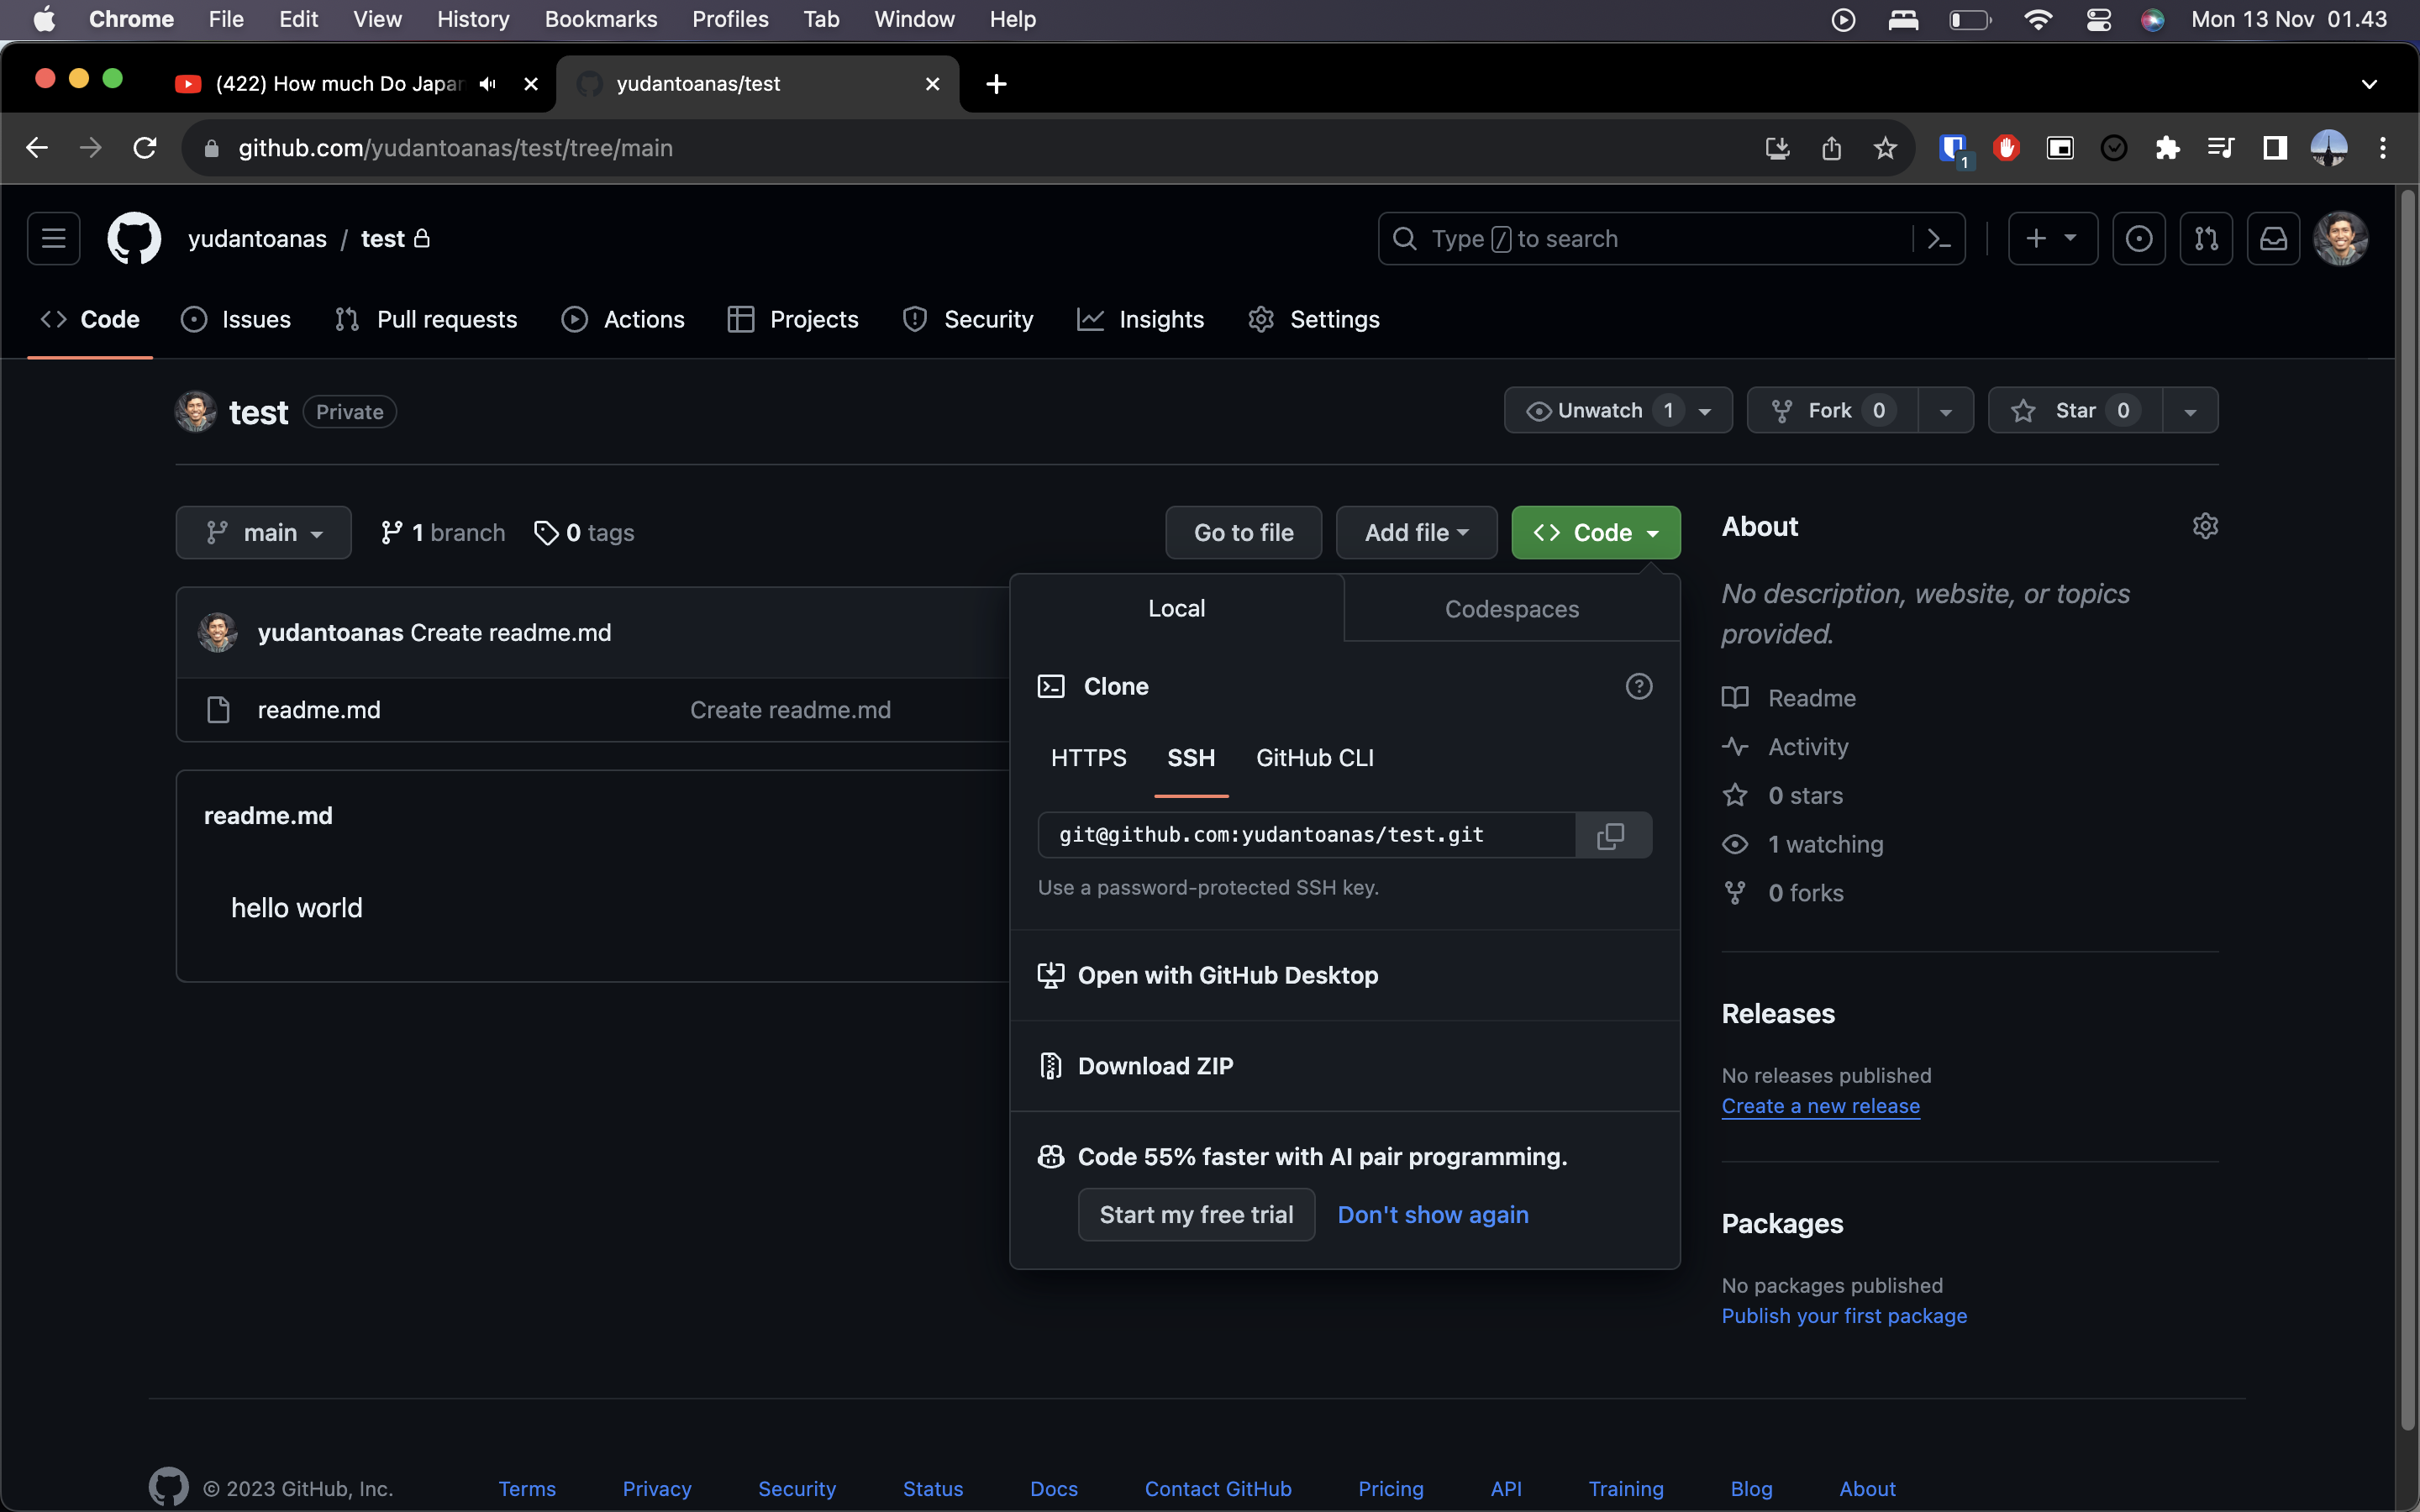 Chrome File Edit View History Bookmarks Profiles Tab Window Help Mon 13 Nov 01.43
(422) How much Do Japan yudantoanas/test
github.com/yudantoanas/test/tree/main 1
yudantoanas / test Type / to search
Code Issues Pull requests Actions Projects Security Insights Settings
test Private Unwatch 1 Fork 0 Star 0
main 1 branch 0 tags Go to file Add file Code
yudantoanas Create readme.md
readme.md Create readme.md
readme.md
hello world
Local Codespaces
Clone
HTTPS SSH GitHub CLI
git@github.com:yudantoanas/test.git
Use a password-protected SSH key.
Open with GitHub Desktop
Download ZIP
Code 55% faster with AI pair programming.
Start my free trial Don't show again
About
No description, website, or topics
provided.
Readme
Activity
0 stars
1 watching
0 forks
Releases
No releases published
Create a new release
Packages
No packages published
Publish your first package
© 2023 GitHub, Inc. Terms Privacy Security Status Docs Contact GitHub Pricing API Training Blog About